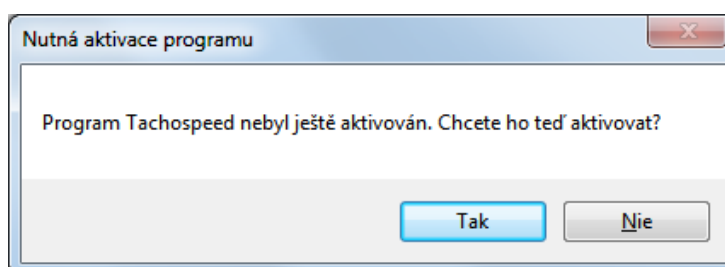 Nutná aktivace programu
Program Tachospeed nebyl ještě aktivován. Chcete ho teď aktivovat?
Tak Nie